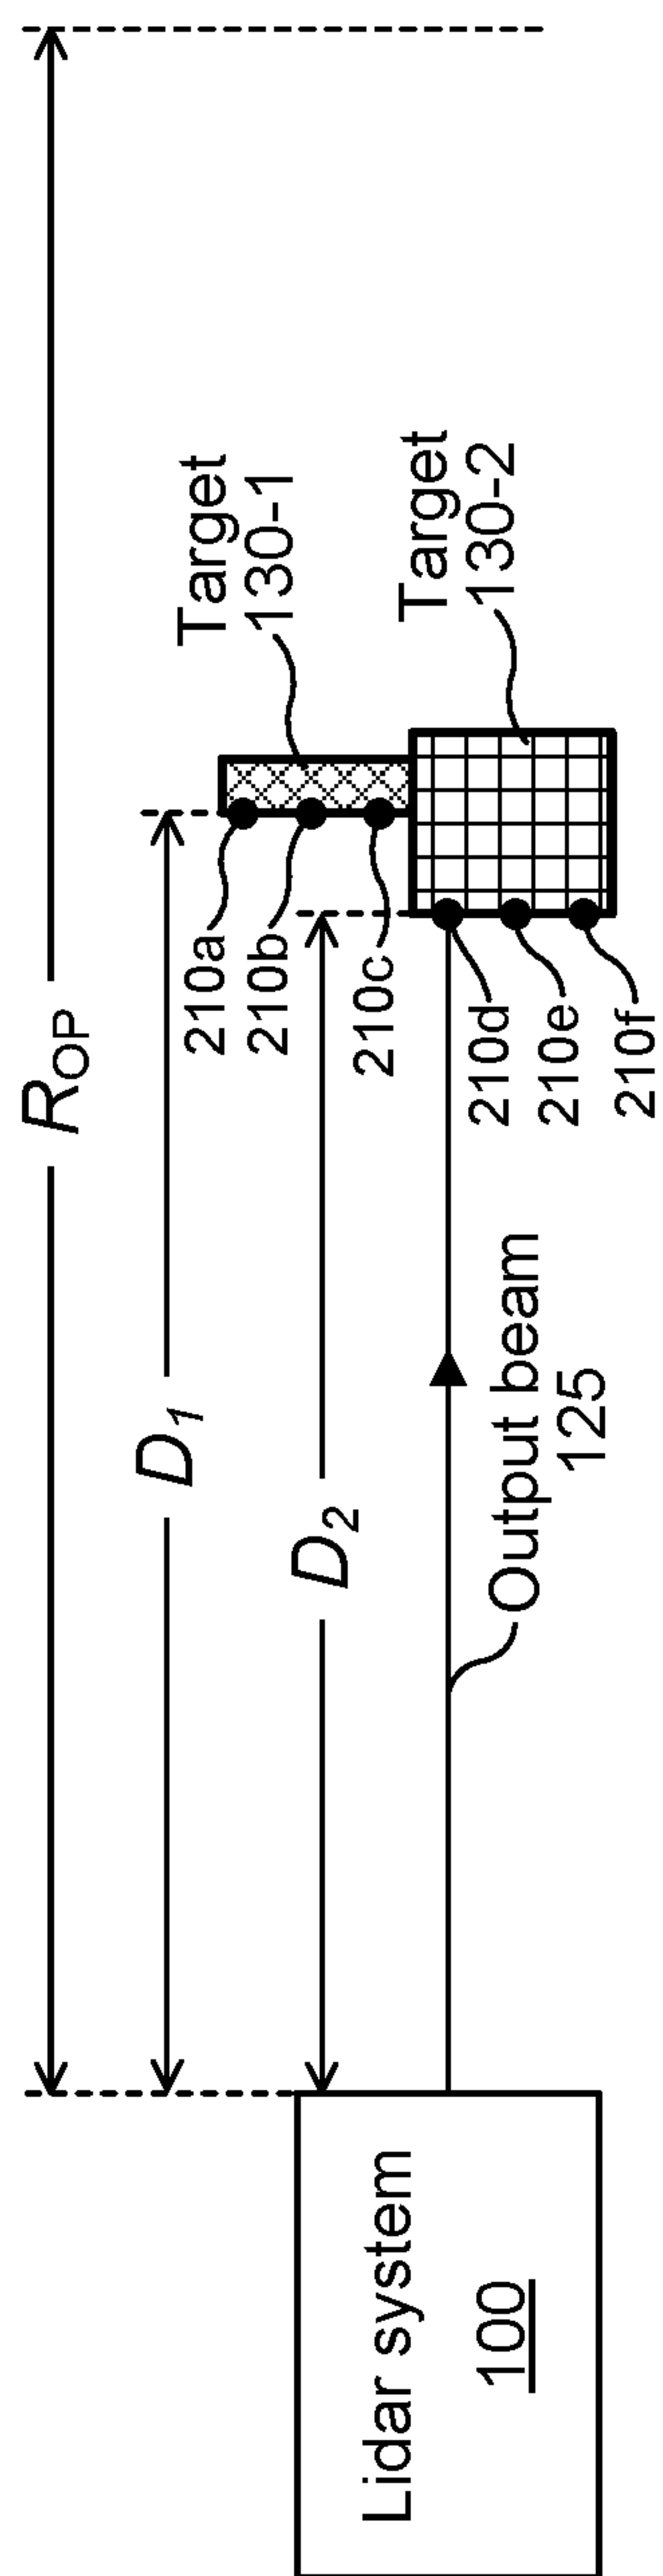 R_OP
D_1
D_2
Target
130-1
Target
130-2
210a
210b
210c
210d
210e
210f
Output beam
125
Lidar system
100